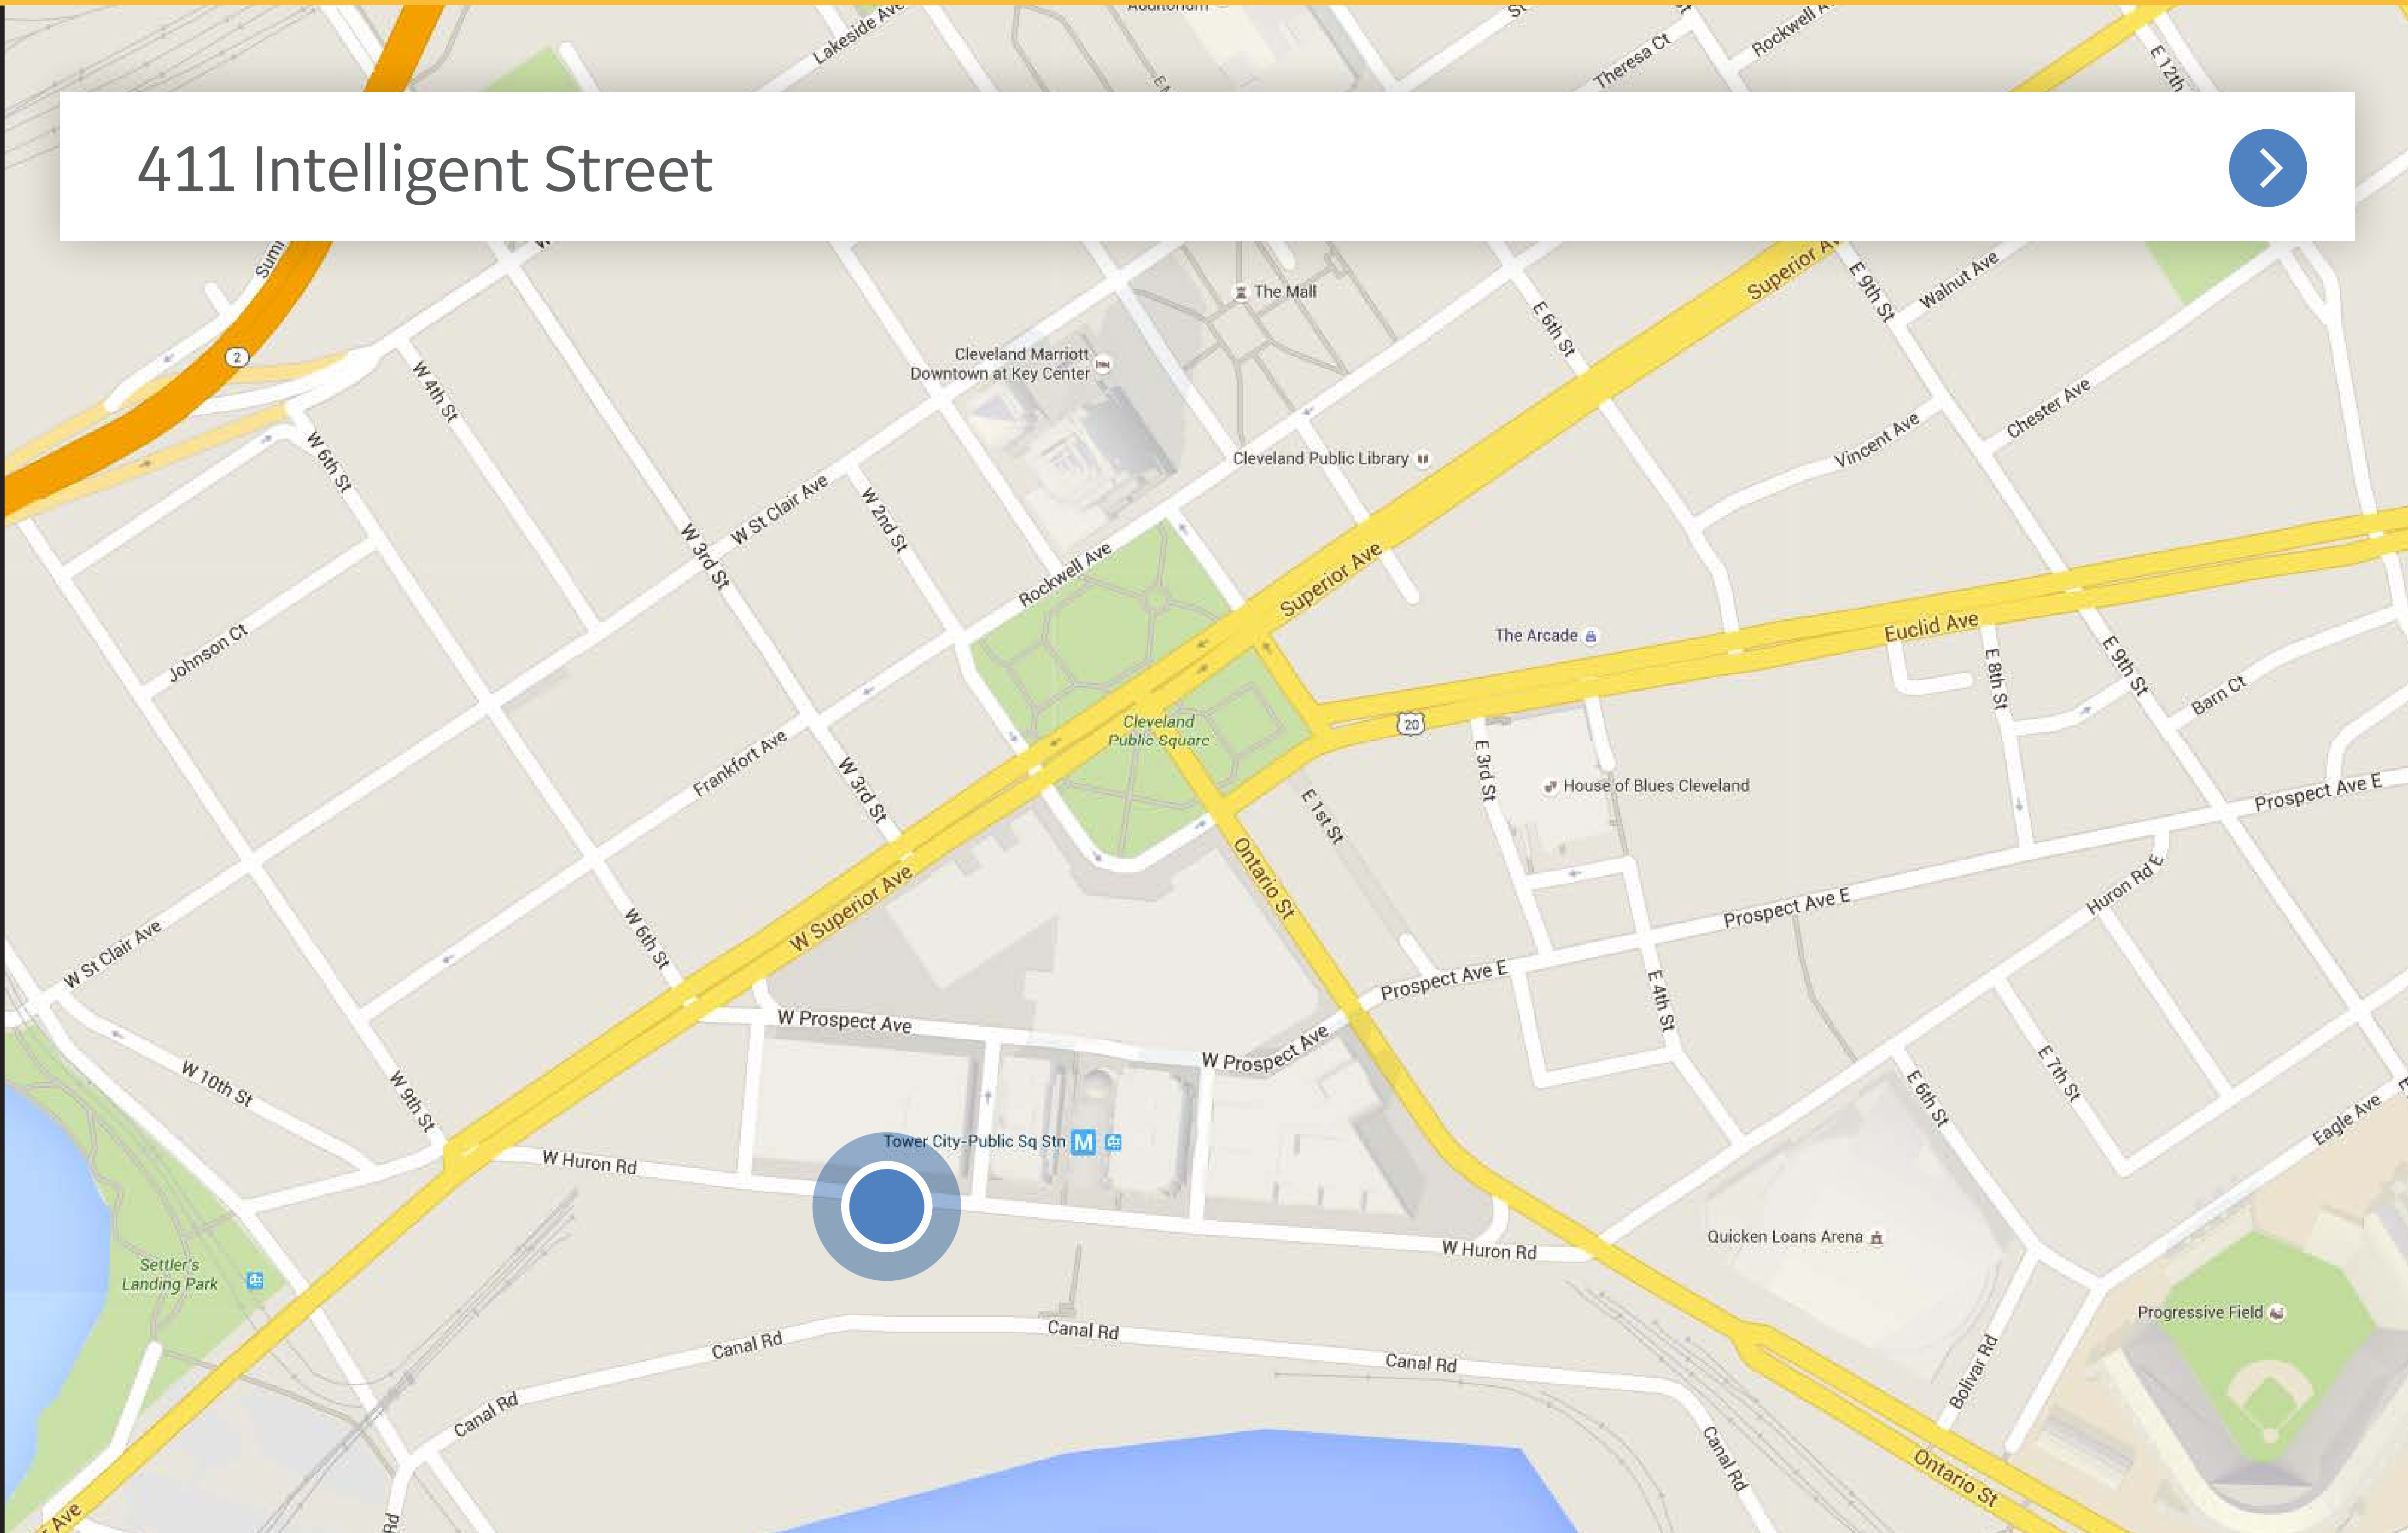 Auditorium
Lakeside Ave
Theresa Ct
Rockwell A
St
E 12th
411 Intelligent Street
Sum
2
The Mall
Superior Av
E 9th St
Walnut Ave
E 6th St
Cleveland Marriott
Downtown at Key Center
W 4th St
Chester Ave
Vincent Ave
W 6th St
Cleveland Public Library
W St Clair Ave
W 2nd St
W 3rd St
Rockwell Ave
Superior Ave
Johnson Ct
The Arcade
Euclid Ave
E 8th St
E 9th St
Barn Ct
Cleveland
Public Square
20
Frankfort Ave
W 3rd St
E 3rd St
House of Blues Cleveland
E 1st St
Prospect Ave E
Ontario St
Huron Rd E
W Superior Ave
Prospect Ave E
W 6th St
W St Clair Ave
Prospect Ave E
E 4th St
W Prospect Ave
W Prospect Ave
W 10th St
W 9th St
E 7th St
E 6th St
Eagle Ave
Tower City-Public Sq Stn M
W Huron Rd
W Huron Rd
Quicken Loans Arena
Settler's
Landing Park
Progressive Field
Canal Rd
Canal Rd
Canal Rd
Bolivar Rd
Canal Rd
Canal Rd
Ontario St
Ave
Rd